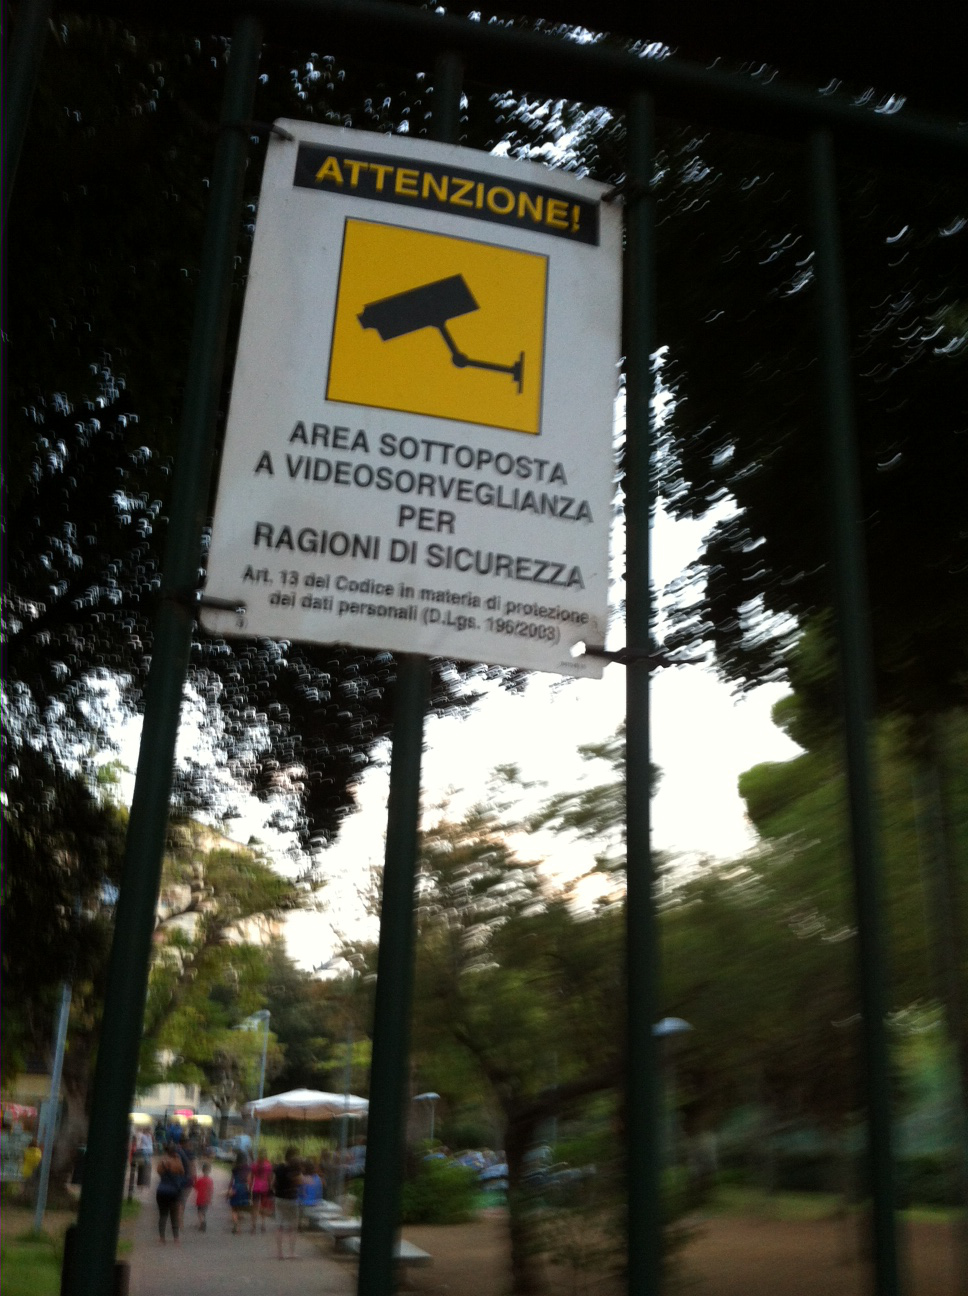 ATTENZIONE!
AREA SOTTOPOSTA
A VIDEOSORVEGLIANZA
PER
RAGIONI DI SICUREZZA
Art. 13 del Codice in materia di protezione
dei dati personali (D.Lgs. 196/2003)